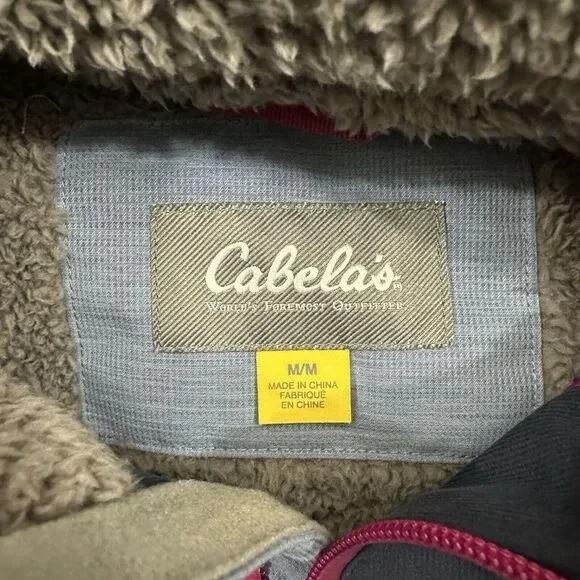 Cabela's
WORLD'S FOREMOST OUTFITTER
M/M
MADE IN CHINA
FABRIQUÉ
EN CHINE